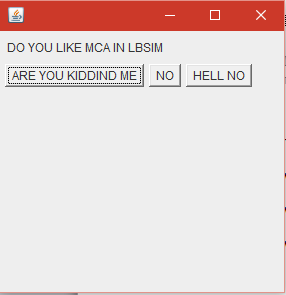 DO YOU LIKE MCA IN LBSIM
ARE YOU KIDDIND ME NO HELL NO